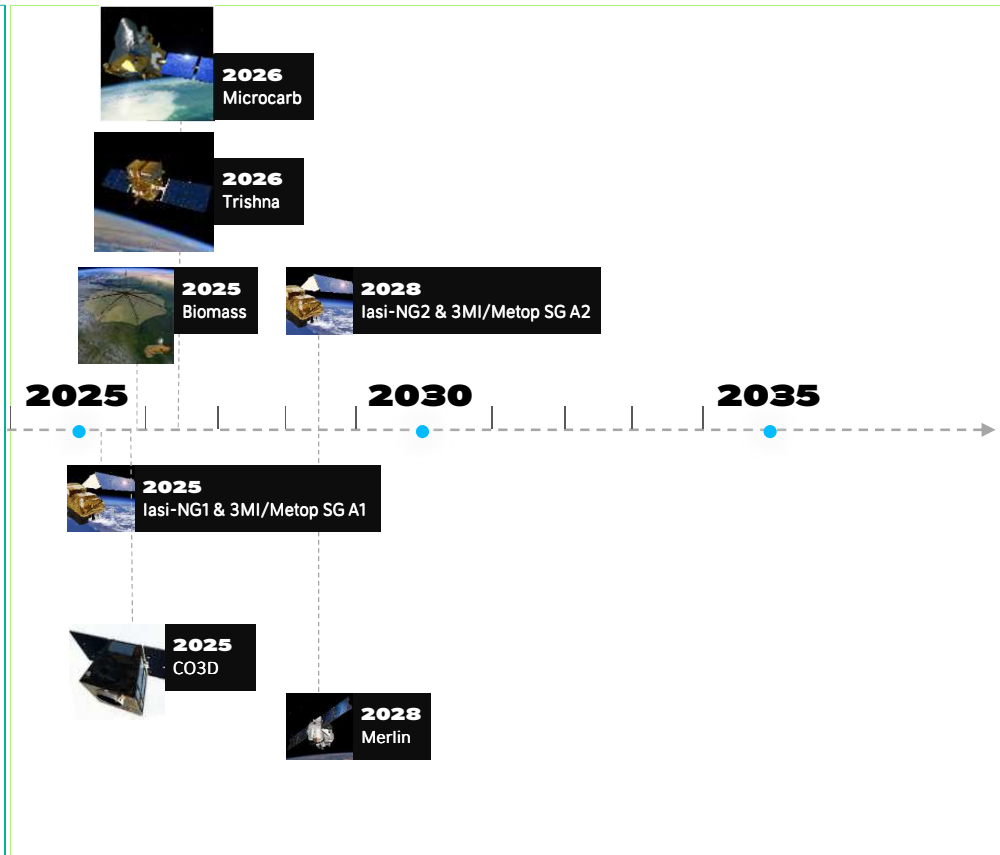 2026
Microcarb
2026
Trishna
2025
Biomass
2028
Iasi-NG2 & 3MI/Metop SG A2
2025
2030
2035
2025
Iasi-NG1 & 3MI/Metop SG A1
2025
CO3D
2028
Merlin